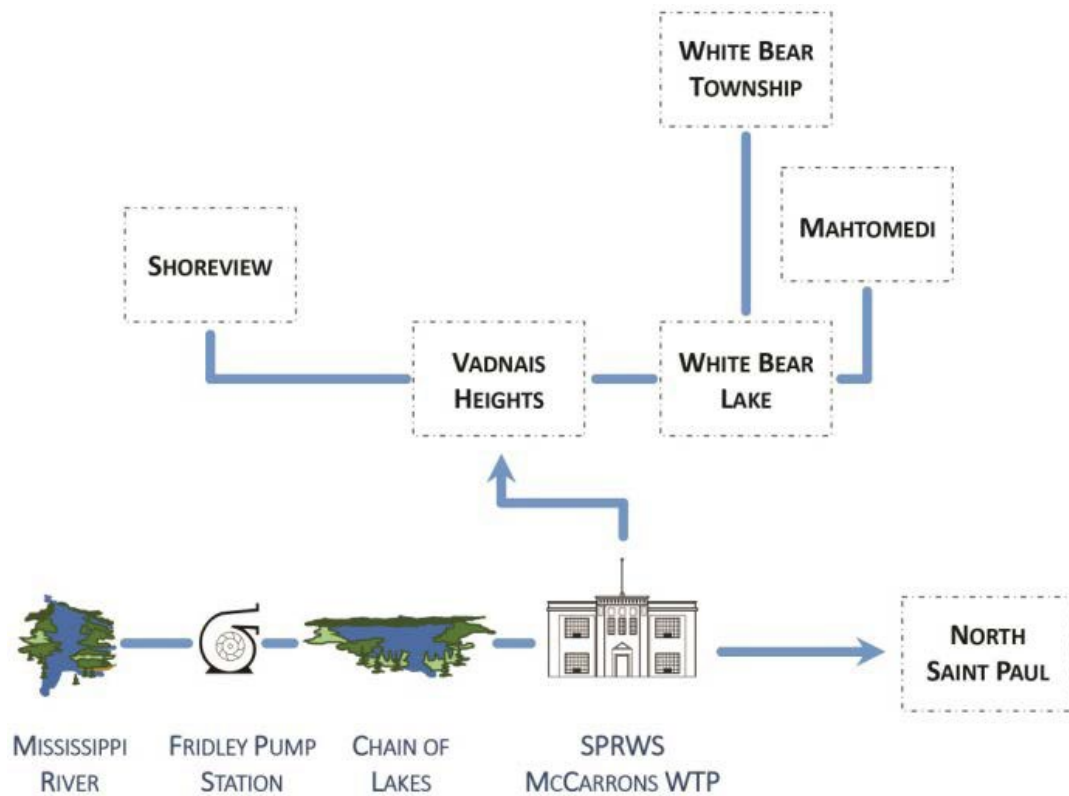 WHITE BEAR
TOWNSHIP
MAHTOMEDI
SHOREVIEW
VADNAIS
HEIGHTS
WHITE BEAR
LAKE
NORTH
SAINT PAUL
MISSISSIPPI
RIVER
FRIDLEY PUMP
STATION
CHAIN OF
LAKES
SPRWS
MCCARRONS WTP